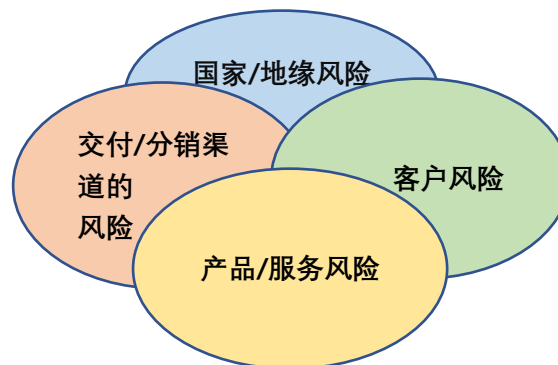 国家/地缘风险
交付/分销渠
道的
风险
客户风险
产品/服务风险